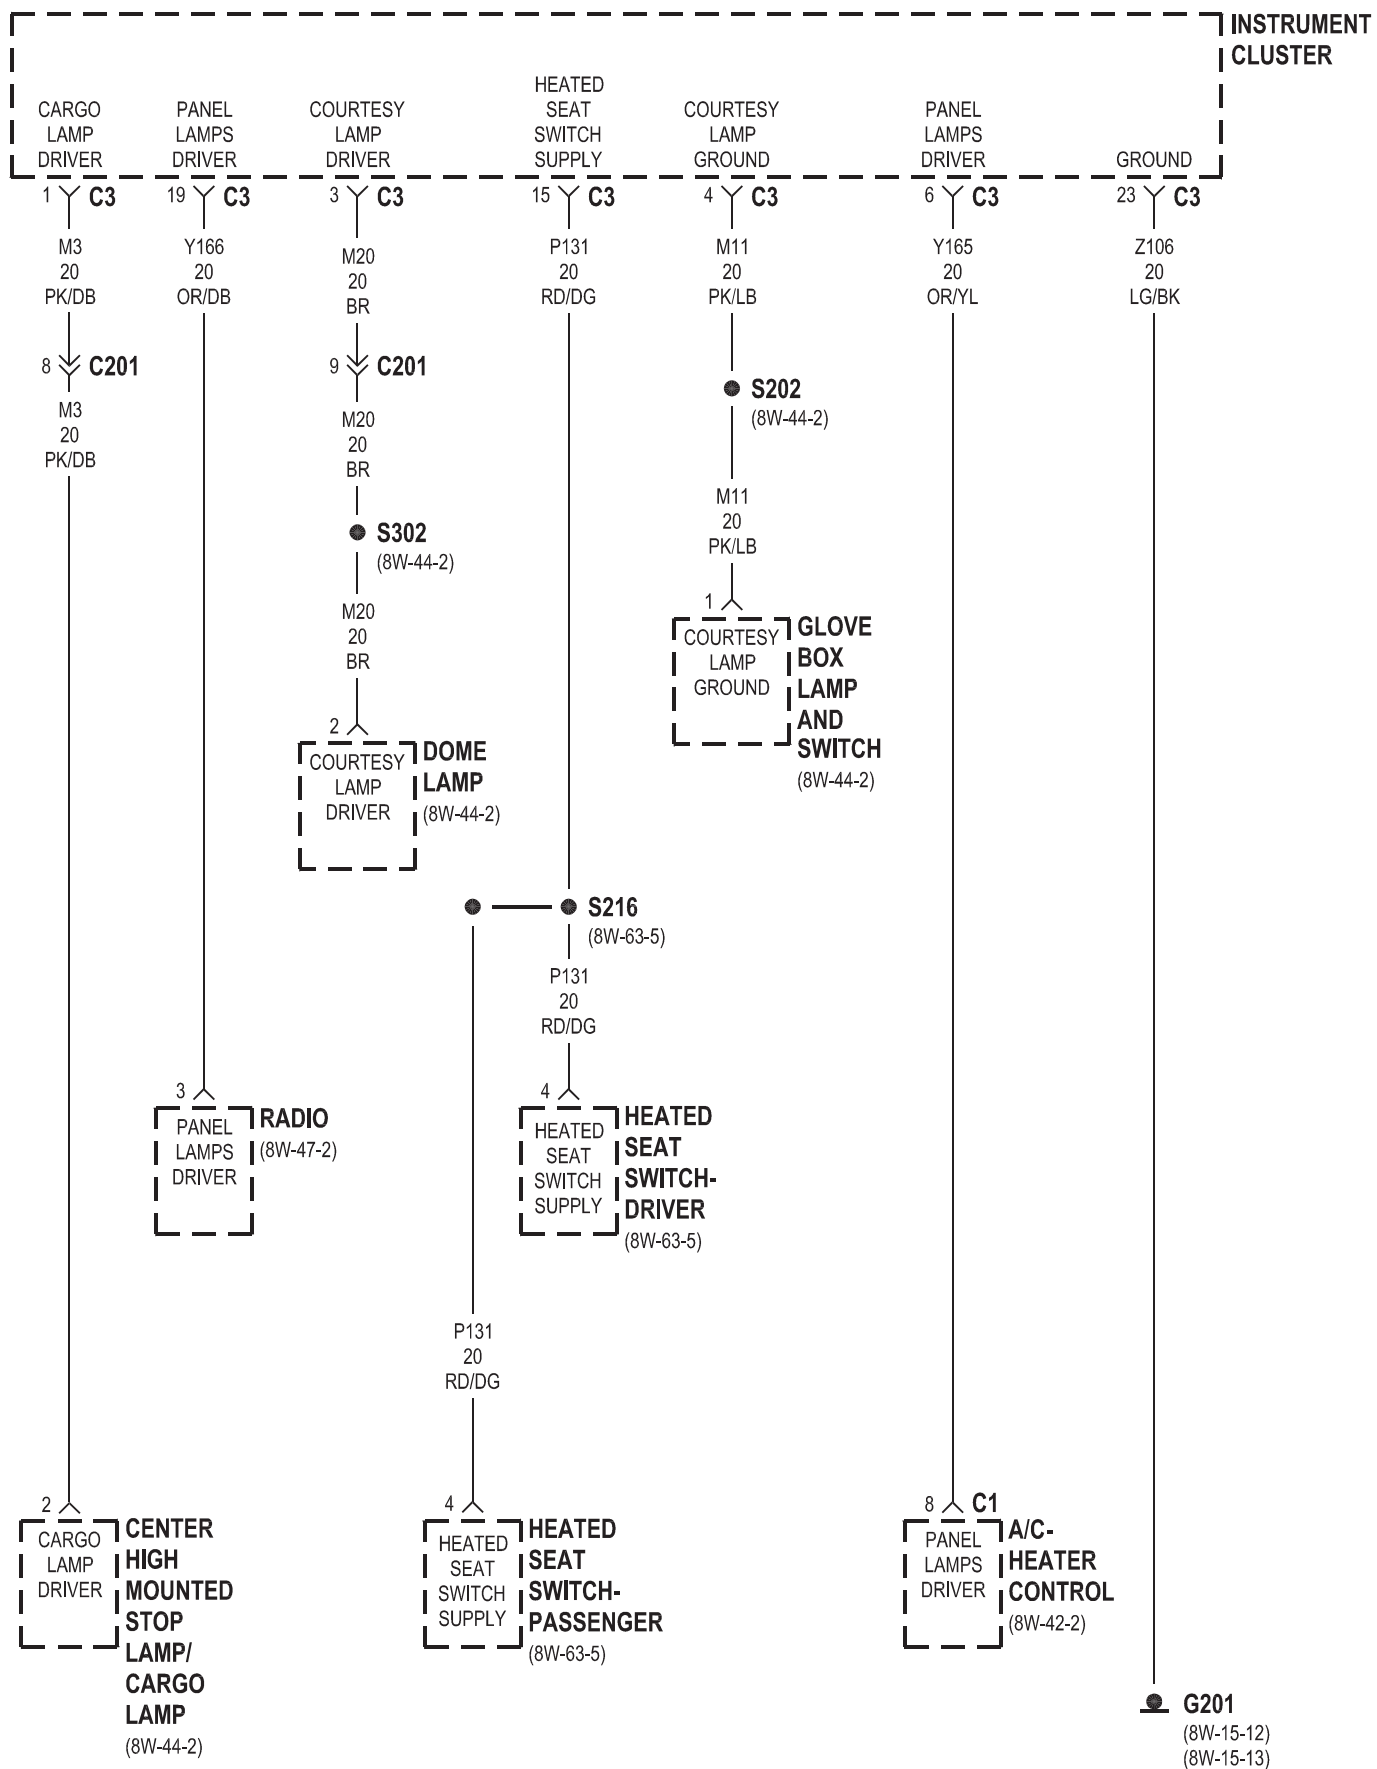 INSTRUMENT
CLUSTER
CARGO
LAMP
DRIVER
PANEL
LAMPS
DRIVER
COURTESY
LAMP
DRIVER
HEATED
SEAT
SWITCH
SUPPLY
COURTESY
LAMP
GROUND
PANEL
LAMPS
DRIVER
GROUND
1 C3
19 C3
3 C3
15 C3
4 C3
6 C3
23 C3
M3
20
PK/DB
Y166
20
OR/DB
M20
20
BR
P131
20
RD/DG
M11
20
PK/LB
Y165
20
OR/YL
Z106
20
LG/BK
8 C201
9 C201
S202
(8W-44-2)
M3
20
PK/DB
M20
20
BR
M11
20
PK/LB
S302
(8W-44-2)
M20
20
BR
1
COURTESY
LAMP
GROUND
GLOVE
BOX
LAMP
AND
SWITCH
(8W-44-2)
2
COURTESY
LAMP
DRIVER
DOME
LAMP
(8W-44-2)
S216
(8W-63-5)
P131
20
RD/DG
3
PANEL
LAMPS
DRIVER
RADIO
(8W-47-2)
4
HEATED
SEAT
SWITCH
SUPPLY
HEATED
SEAT
SWITCH-
DRIVER
(8W-63-5)
P131
20
RD/DG
2
CARGO
LAMP
DRIVER
CENTER
HIGH
MOUNTED
STOP
LAMP/
CARGO
LAMP
(8W-44-2)
4
HEATED
SEAT
SWITCH
SUPPLY
HEATED
SEAT
SWITCH-
PASSENGER
(8W-63-5)
8 C1
PANEL
LAMPS
DRIVER
A/C-
HEATER
CONTROL
(8W-42-2)
G201
(8W-15-12)
(8W-15-13)